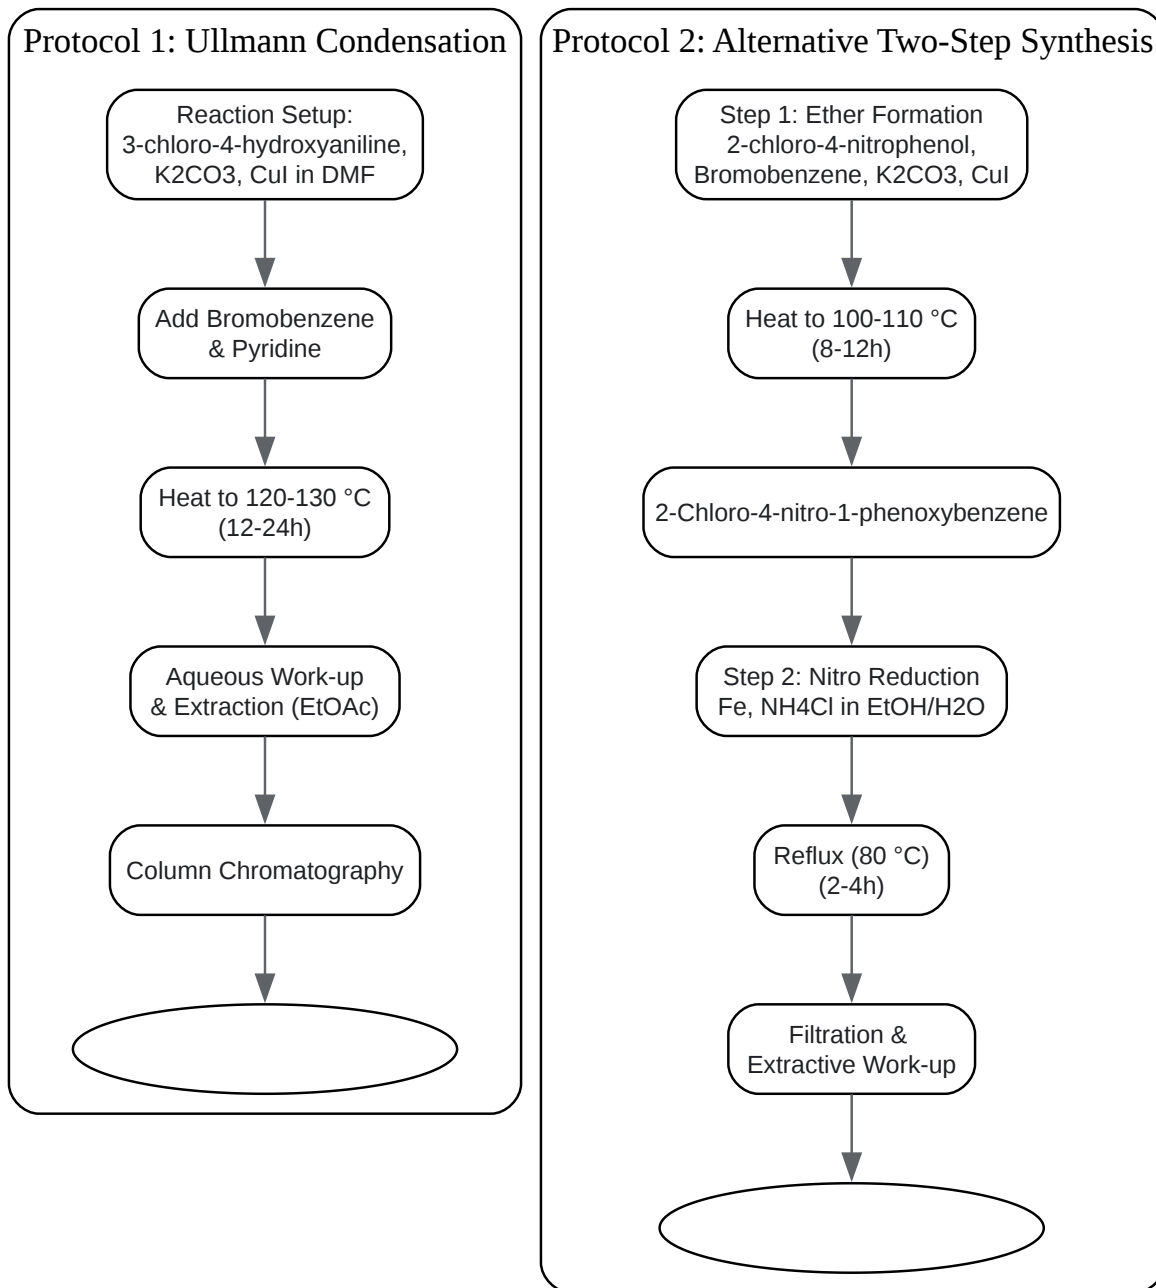 Protocol 1: Ullmann Condensation
Reaction Setup:
3-chloro-4-hydroxyaniline,
K2CO3, CuI in DMF
Add Bromobenzene
& Pyridine
Heat to 120-130 °C
(12-24h)
Aqueous Work-up
& Extraction (EtOAc)
Column Chromatography
Protocol 2: Alternative Two-Step Synthesis
Step 1: Ether Formation
2-chloro-4-nitrophenol,
Bromobenzene, K2CO3, CuI
Heat to 100-110 °C
(8-12h)
2-Chloro-4-nitro-1-phenoxybenzene
Step 2: Nitro Reduction
Fe, NH4Cl in EtOH/H2O
Reflux (80 °C)
(2-4h)
Filtration &
Extractive Work-up